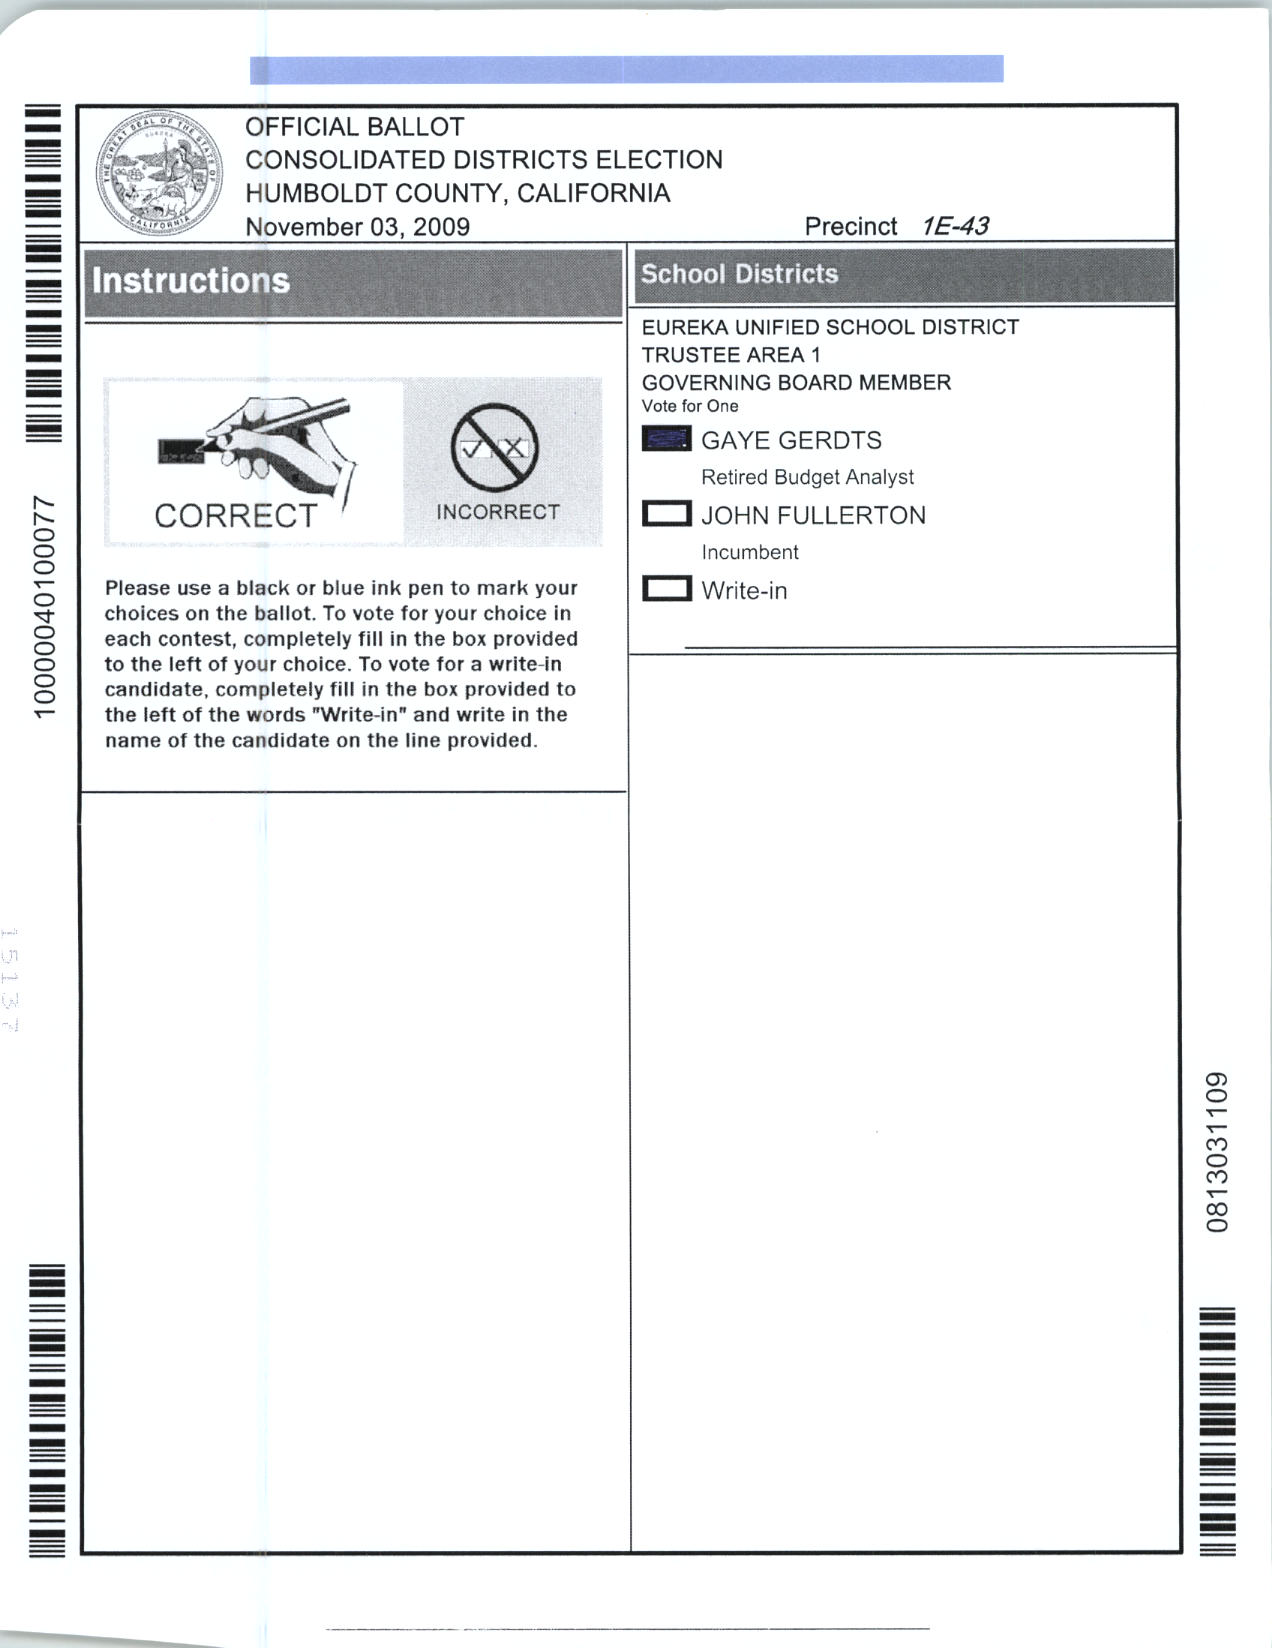 OFFICIAL BALLOT
CONSOLIDATED DISTRICTS ELECTION
HUMBOLDT COUNTY, CALIFORNIA
November 03, 2009
Precinct 1E-43
THE GREAT SEAL OF THE STATE OF CALIFORNIA
EUREKA
Instructions
CORRECT
INCORRECT
Please use a black or blue ink pen to mark your
choices on the ballot. To vote for your choice in
each contest, completely fill in the box provided
to the left of your choice. To vote for a write-in
candidate, completely fill in the box provided to
the left of the words "Write-in" and write in the
name of the candidate on the line provided.
School Districts
EUREKA UNIFIED SCHOOL DISTRICT
TRUSTEE AREA 1
GOVERNING BOARD MEMBER
Vote for One
GAYE GERDTS
Retired Budget Analyst
JOHN FULLERTON
Incumbent
Write-in
10000040100077
15137
0813031109